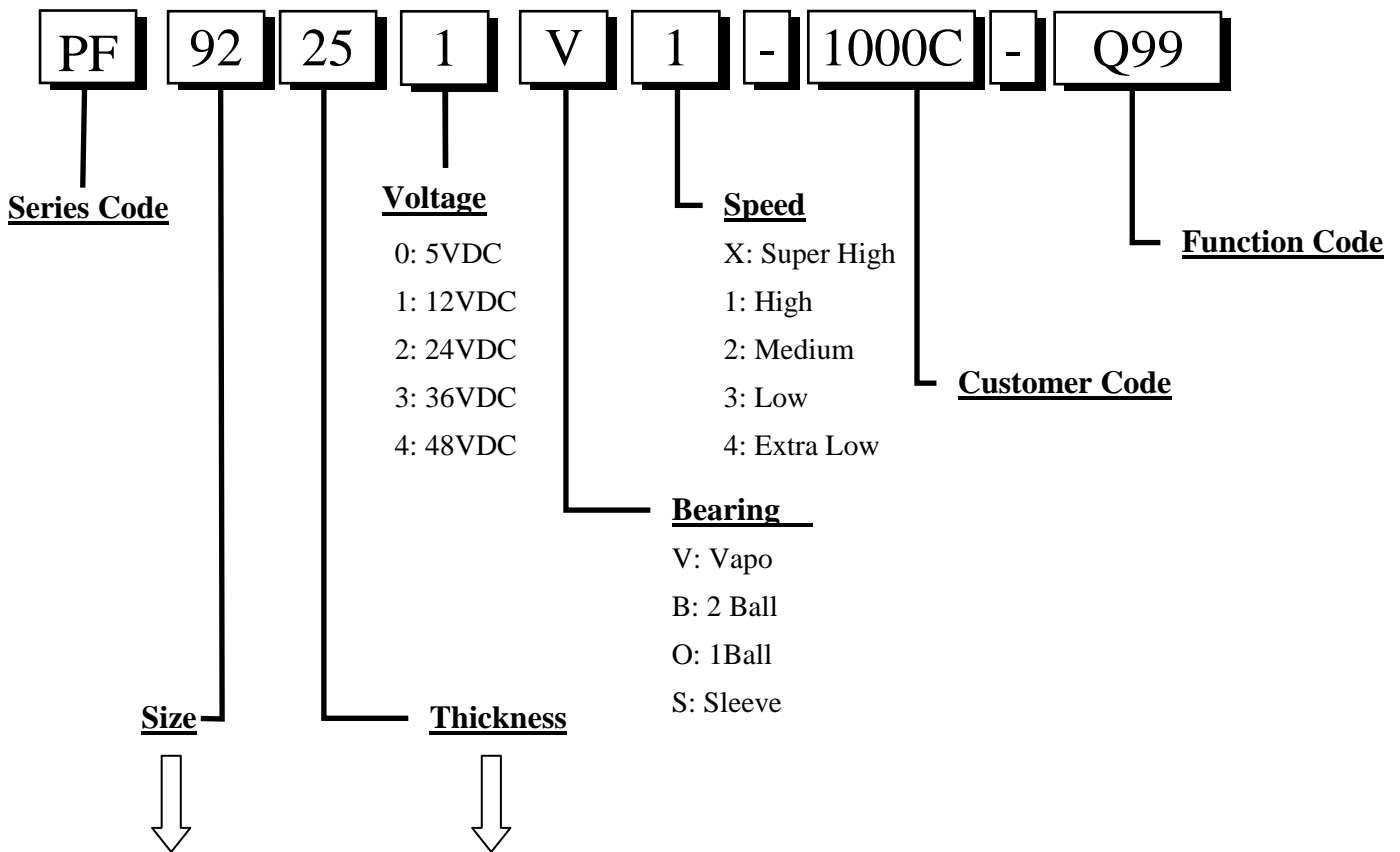 PF 92 25 1 V 1 - 1000C - Q99
Series Code
Voltage
0: 5VDC
1: 12VDC
2: 24VDC
3: 36VDC
4: 48VDC
Speed
X: Super High
1: High
2: Medium
3: Low
4: Extra Low
Function Code
Customer Code
Bearing
V: Vapo
B: 2 Ball
O: 1Ball
S: Sleeve
Size
Thickness